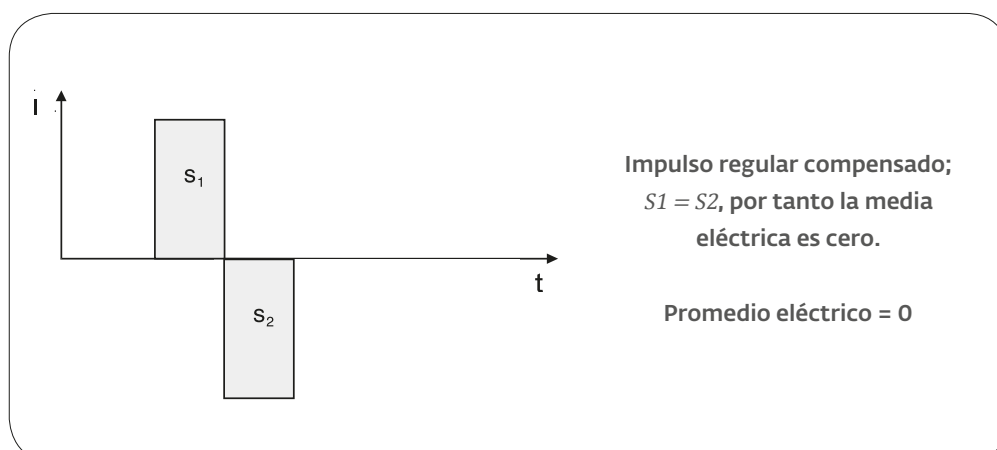 i
S₁
S₂
t
Impulso regular compensado;
S1 = S2, por tanto la media
eléctrica es cero.
Promedio eléctrico = 0